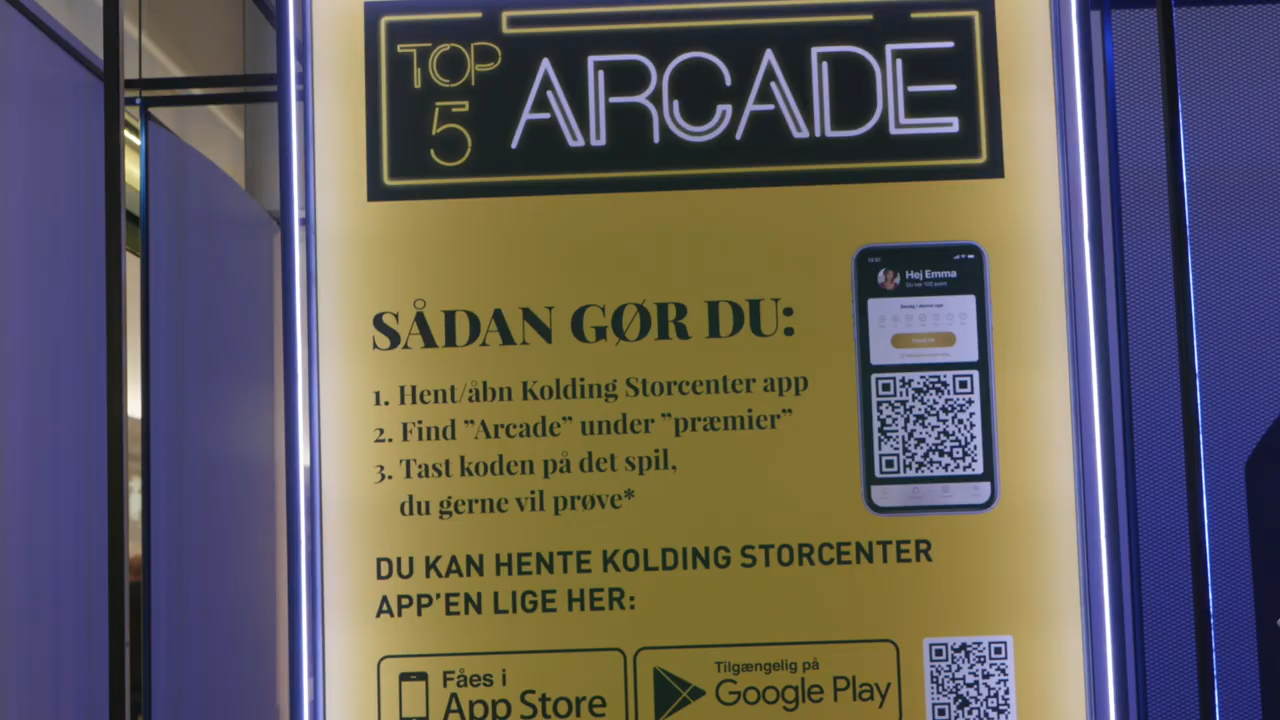 TOP 5 ARCADE
SÅDAN GØR DU:
1. Hent/åbn Kolding Storcenter app
2. Find ”Arcade” under ”præmier”
3. Tast koden på det spil,
du gerne vil prøve*
Hej Emma
DU KAN HENTE KOLDING STORCENTER
APP’EN LIGE HER:
Fåes i
App Store
Tilgængelig på
Google Play